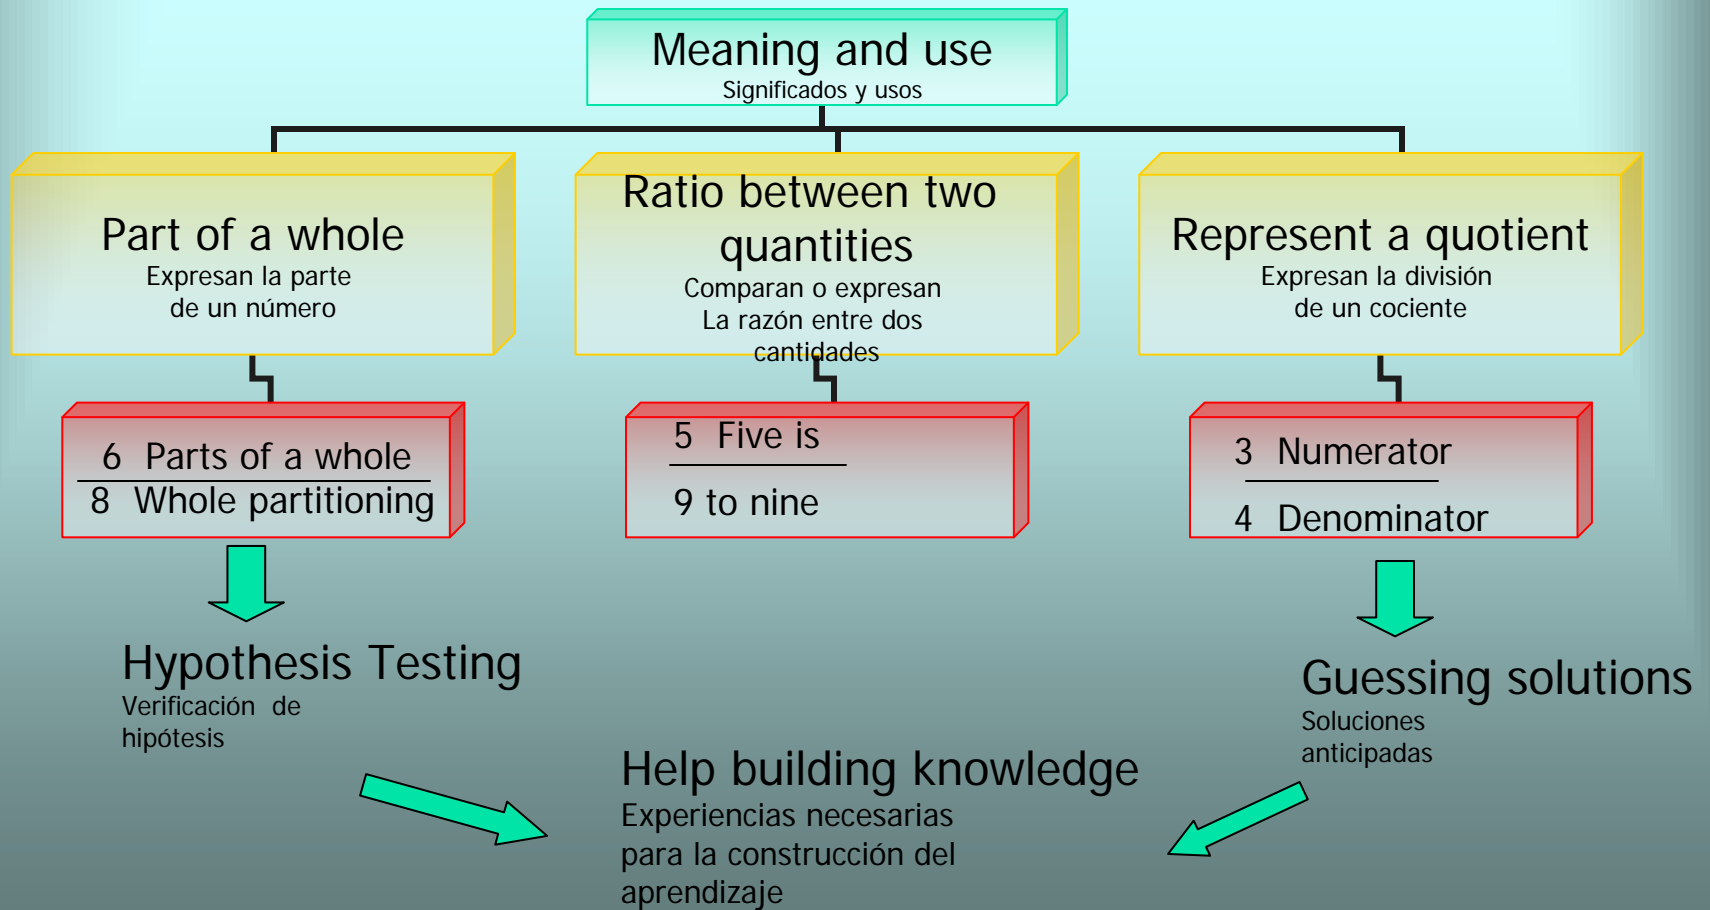 Meaning and use
Significados y usos
Part of a whole
Expresan la parte
de un número
Ratio between two
quantities
Comparan o expresan
La razón entre dos
cantidades
Represent a quotient
Expresan la división
de un cociente
6 Parts of a whole
8 Whole partitioning
5 Five is
9 to nine
3 Numerator
4 Denominator
Hypothesis Testing
Verificación de
hipótesis
Guessing solutions
Soluciones
anticipadas
Help building knowledge
Experiencias necesarias
para la construcción del
aprendizaje